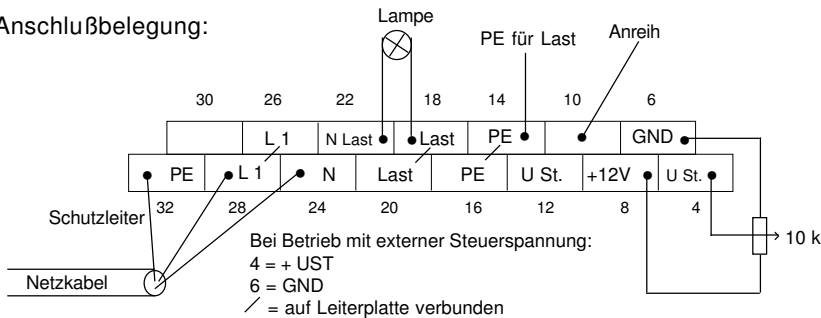 Anschlußbelegung:
Lampe
PE für Last
Anreih
30 26 22 18 14 10 6
L 1 N Last Last PE GND
PE L 1 N Last PE U St. +12V U St.
32 28 24 20 16 12 8 4
Schutzleiter
10 k
Netzkabel
Bei Betrieb mit externer Steuerspannung:
4 = + UST
6 = GND
/ = auf Leiterplatte verbunden